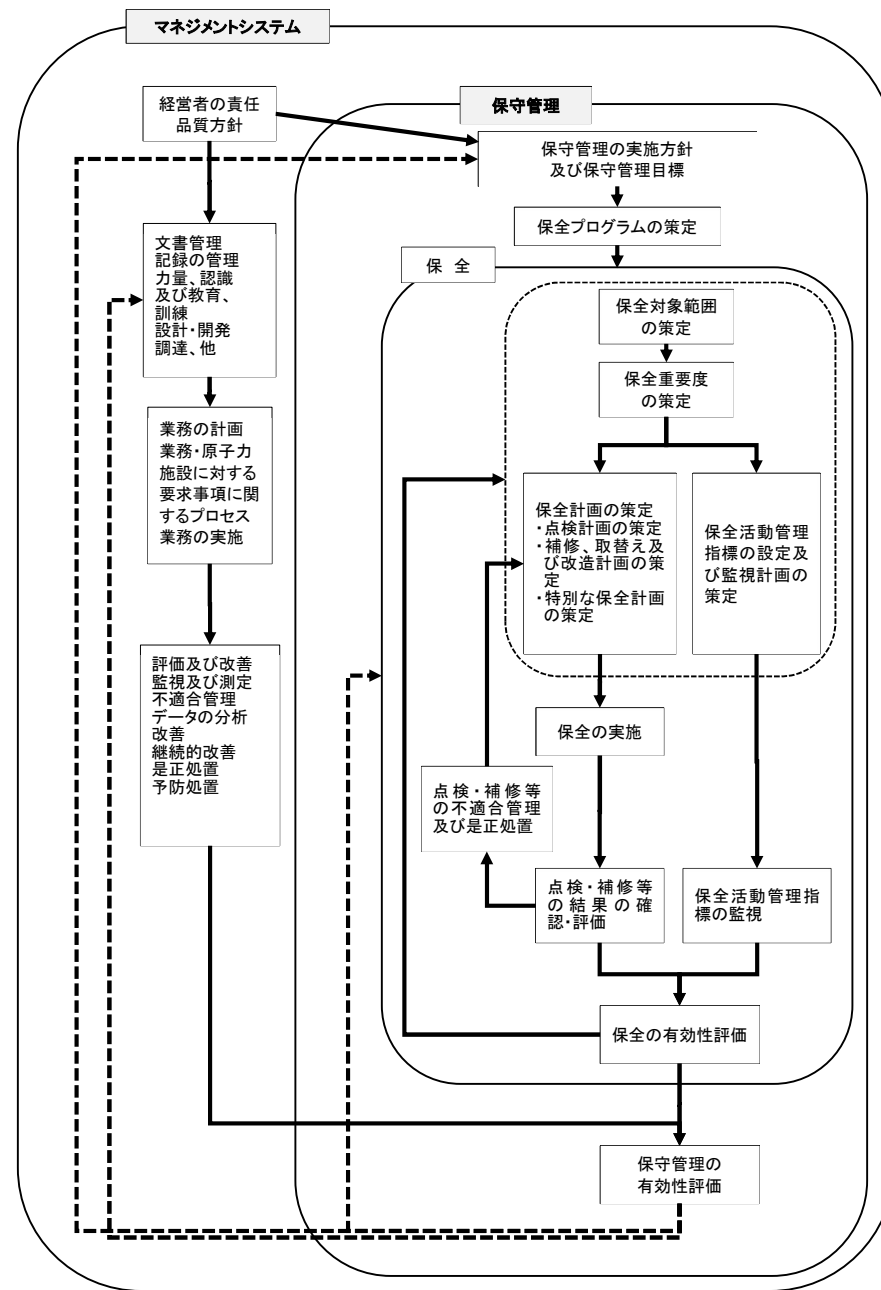 マネジメントシステム
経営者の責任
品質方針
保守管理
保守管理の実施方針
及び保守管理目標
保全プログラムの策定
文書管理
記録の管理
力量、認識
及び教育、
訓練
設計・開発
調達、他
保 全
保全対象範囲
の策定
保全重要度
の策定
業務の計画
業務・原子力
施設に対する
要求事項に関
するプロセス
業務の実施
保全計画の策定
・点検計画の策定
・補修、取替え及
び改造計画の策
定
・特別な保全計画
の策定
保全活動管理
指標の設定及
び監視計画の
策定
評価及び改善
監視及び測定
不適合管理
データの分析
改善
継続的改善
是正処置
予防処置
保全の実施
点検・補修等
の不適合管理
及び是正処置
点検・補修等
の結果の確
認・評価
保全活動管理指
標の監視
保全の有効性評価
保守管理の
有効性評価